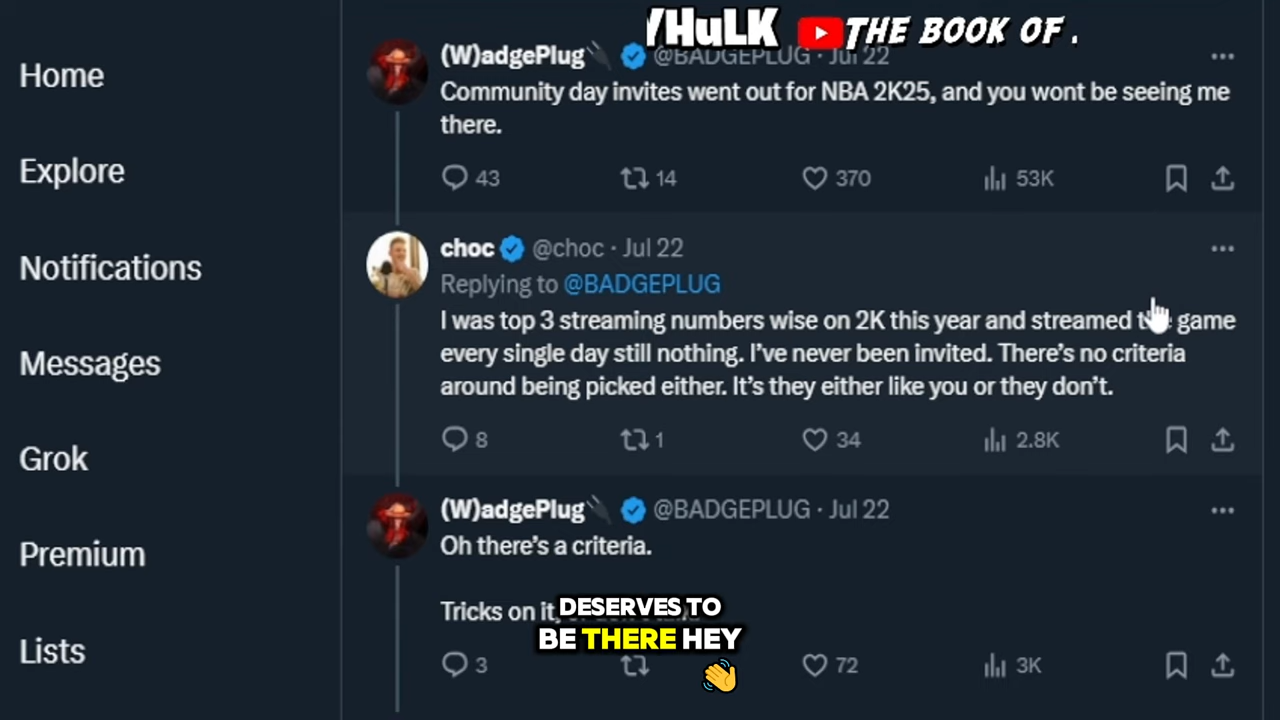 YHuLK THE BOOK OF .
Home
Explore
Notifications
Messages
Grok
Premium
Lists
(W)adgePlug @BADGEPLUG · Jul 22
Community day invites went out for NBA 2K25, and you wont be seeing me
there.
43 14 370 53K
choc @choc · Jul 22
Replying to @BADGEPLUG
I was top 3 streaming numbers wise on 2K this year and streamed the game
every single day still nothing. I've never been invited. There's no criteria
around being picked either. It's they either like you or they don't.
8 1 34 2.8K
(W)adgePlug @BADGEPLUG · Jul 22
Oh there's a criteria.
Tricks on it,
DESERVES TO
BE THERE HEY
3 72 3K